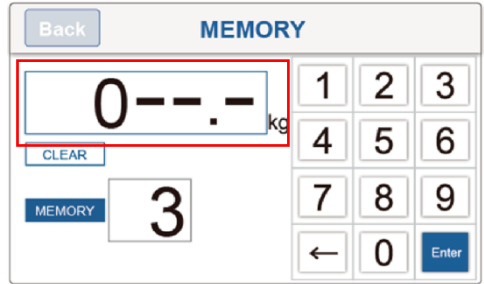 Back MEMORY
0--.- kg
CLEAR
MEMORY 3
1 2 3
4 5 6
7 8 9
← 0 Enter